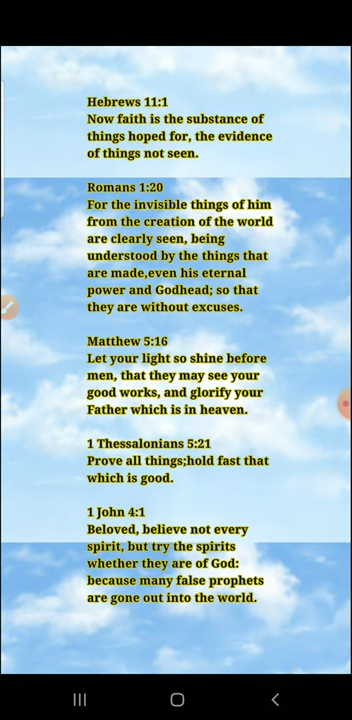 Hebrews 11:1
Now faith is the substance of
things hoped for, the evidence
of things not seen.
Romans 1:20
For the invisible things of him
from the creation of the world
are clearly seen, being
understood by the things that
are made,even his eternal
power and Godhead; so that
they are without excuses.
Matthew 5:16
Let your light so shine before
men, that they may see your
good works, and glorify your
Father which is in heaven.
1 Thessalonians 5:21
Prove all things;hold fast that
which is good.
1 John 4:1
Beloved, believe not every
spirit, but try the spirits
whether they are of God:
because many false prophets
are gone out into the world.